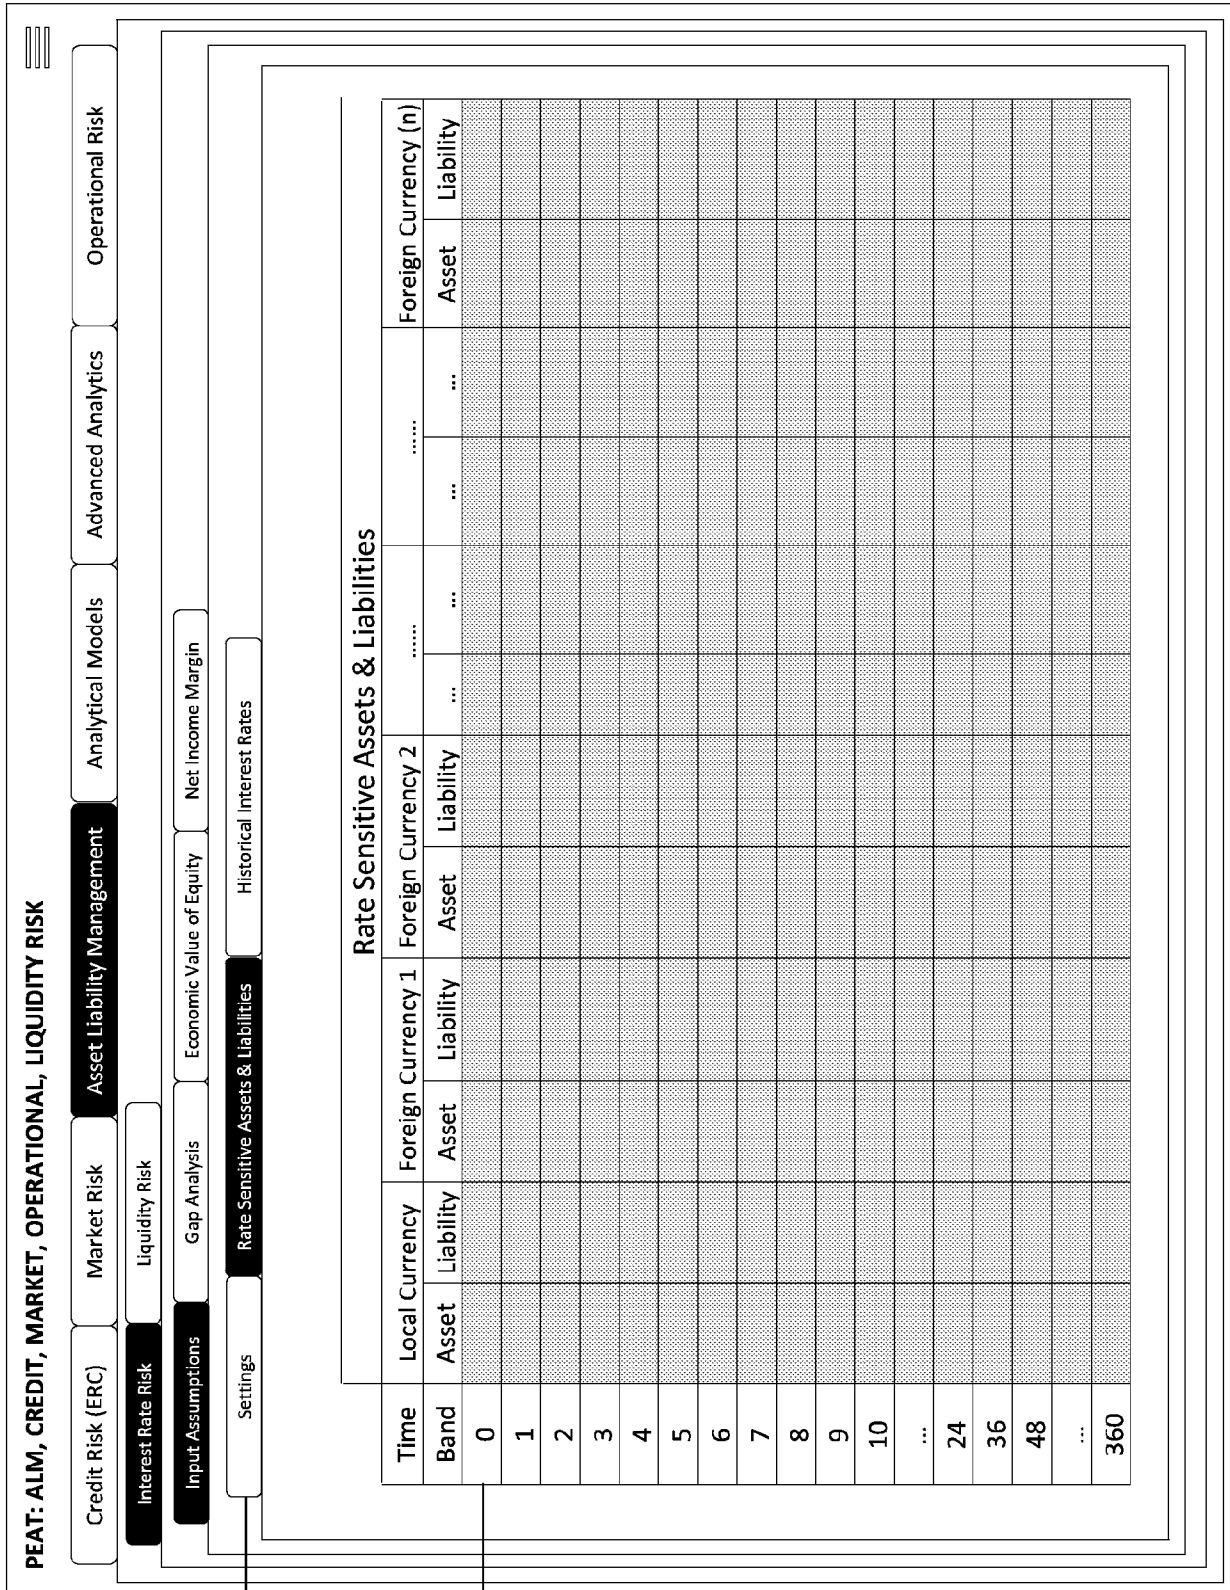 PEAT: ALM, CREDIT, MARKET, OPERATIONAL, LIQUIDITY RISK
Credit Risk (ERC) Market Risk Asset Liability Management Analytical Models Advanced Analytics Operational Risk
Interest Rate Risk Liquidity Risk
Input Assumptions Gap Analysis Economic Value of Equity Net Income Margin
Settings Rate Sensitive Assets & Liabilities Historical Interest Rates
Rate Sensitive Assets & Liabilities
Time Local Currency Foreign Currency 1 Foreign Currency 2 ...... ...... Foreign Currency (n)
Band Asset Liability Asset Liability Asset Liability ... ... ... ... Asset Liability
0
1
2
3
4
5
6
7
8
9
10
...
24
36
48
...
360